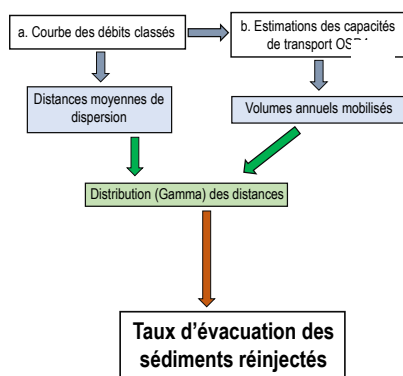 a. Courbe des débits classés
b. Estimations des capacités
de transport
Distances moyennes de
dispersion
Volumes annuels mobilisés
Distribution (Gamma) des distances
Taux d'évacuation des
sédiments réinjectés